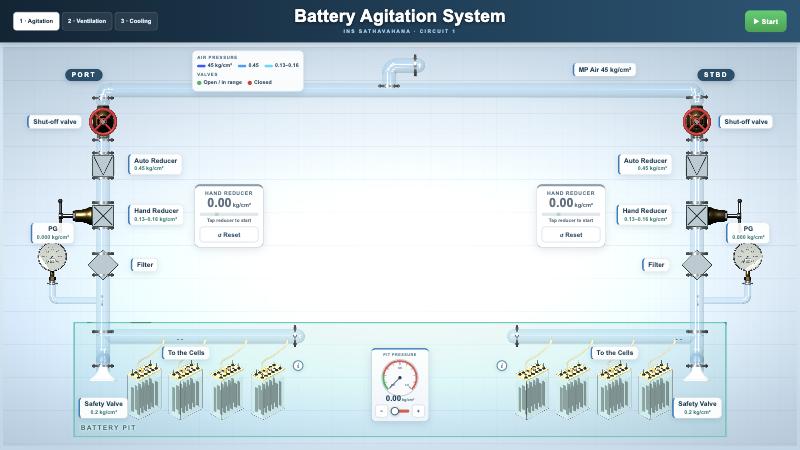 1 · Agitation
2 · Ventilation
3 · Cooling
Battery Agitation System
INS SATHAVAHANA · CIRCUIT 1
▶ Start
PORT
AIR PRESSURE
45 kg/cm² 0.45 0.13–0.16
VALVES
Open / in range Closed
MP Air 45 kg/cm²
STBD
Shut-off valve
Shut-off valve
Auto Reducer
0.45 kg/cm²
Auto Reducer
0.45 kg/cm²
HAND REDUCER
0.00 kg/cm²
Tap reducer to start
Reset
HAND REDUCER
0.00 kg/cm²
Tap reducer to start
Reset
Hand Reducer
0.13–0.16 kg/cm²
Hand Reducer
0.13–0.16 kg/cm²
PG
0.000 kg/cm²
PG
0.000 kg/cm²
Filter
Filter
To the Cells
To the Cells
i
i
PIT PRESSURE
0.00 kg/cm²
− +
Safety Valve
0.2 kg/cm²
Safety Valve
0.2 kg/cm²
BATTERY PIT